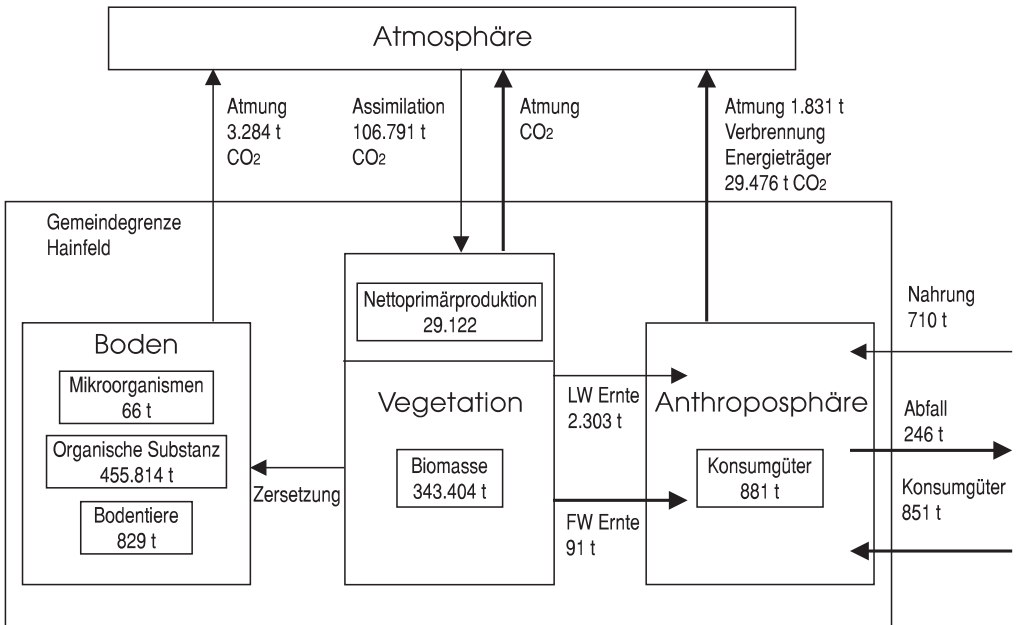 Atmosphäre
Atmung
3.284 t
CO2
Assimilation
106.791 t
CO2
Atmung
CO2
Atmung 1.831 t
Verbrennung
Energieträger
29.476 t CO2
Gemeindegrenze
Hainfeld
Nettoprimärproduktion
29.122
Boden
Mikroorganismen
66 t
Organische Substanz
455.814 t
Bodentiere
829 t
Zersetzung
Vegetation
Biomasse
343.404 t
LW Ernte
2.303 t
FW Ernte
91 t
Anthroposphäre
Konsumgüter
881 t
Nahrung
710 t
Abfall
246 t
Konsumgüter
851 t